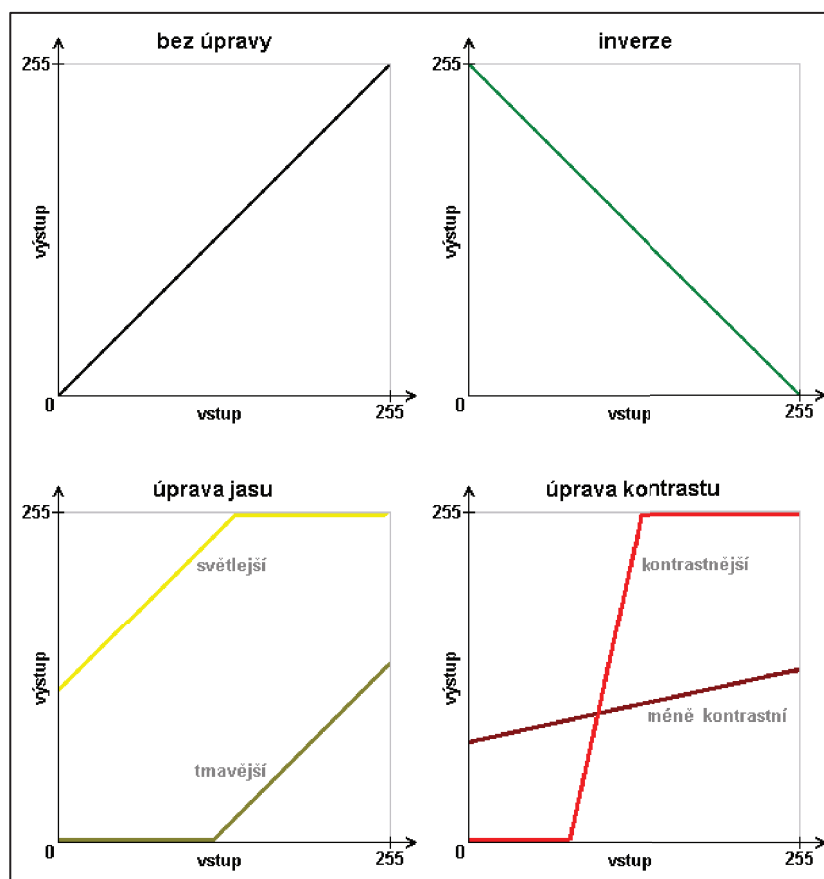 bez úpravy
255
výstup
0
vstup
255
inverze
255
výstup
0
vstup
255
úprava jasu
255
světlejší
výstup
tmavější
0
vstup
255
úprava kontrastu
255
kontrastnější
výstup
méně kontrastní
0
vstup
255